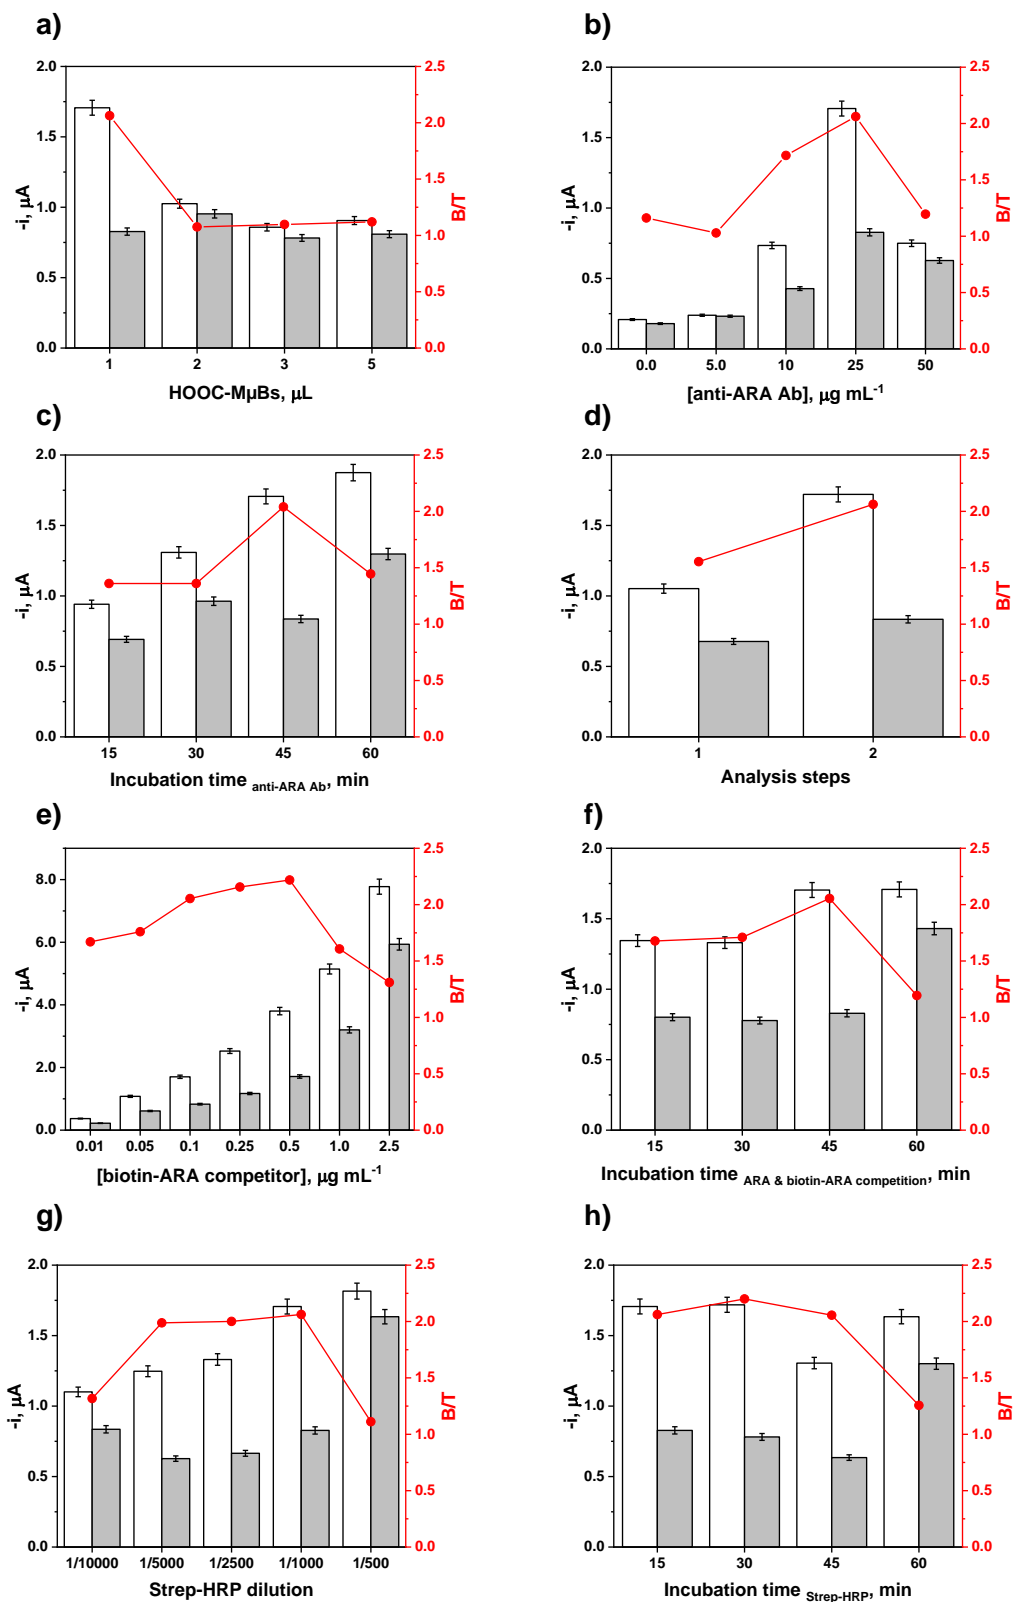 a)
2.0
1.5
1.0
0.5
0.0
-i, µA
2.5
2.0
1.5
1.0
0.5
0.0
B/T
1 2 3 5
HOOC-MµBs, µL
b)
2.0
1.5
1.0
0.5
0.0
-i, µA
2.5
2.0
1.5
1.0
0.5
0.0
B/T
0.0 5.0 10 25 50
[anti-ARA Ab], µg mL⁻¹
c)
2.0
1.5
1.0
0.5
0.0
-i, µA
2.5
2.0
1.5
1.0
0.5
0.0
B/T
15 30 45 60
Incubation time anti-ARA Ab, min
d)
2.0
1.5
1.0
0.5
0.0
-i, µA
2.5
2.0
1.5
1.0
0.5
0.0
B/T
1 2
Analysis steps
e)
8.0
6.0
4.0
2.0
0.0
-i, µA
2.5
2.0
1.5
1.0
0.5
0.0
B/T
0.01 0.05 0.1 0.25 0.5 1.0 2.5
[biotin-ARA competitor], µg mL⁻¹
f)
2.0
1.5
1.0
0.5
0.0
-i, µA
2.5
2.0
1.5
1.0
0.5
0.0
B/T
15 30 45 60
Incubation time ARA & biotin-ARA competition, min
g)
2.0
1.5
1.0
0.5
0.0
-i, µA
2.5
2.0
1.5
1.0
0.5
0.0
B/T
1/10000 1/5000 1/2500 1/1000 1/500
Strep-HRP dilution
h)
2.0
1.5
1.0
0.5
0.0
-i, µA
2.5
2.0
1.5
1.0
0.5
0.0
B/T
15 30 45 60
Incubation time Strep-HRP, min